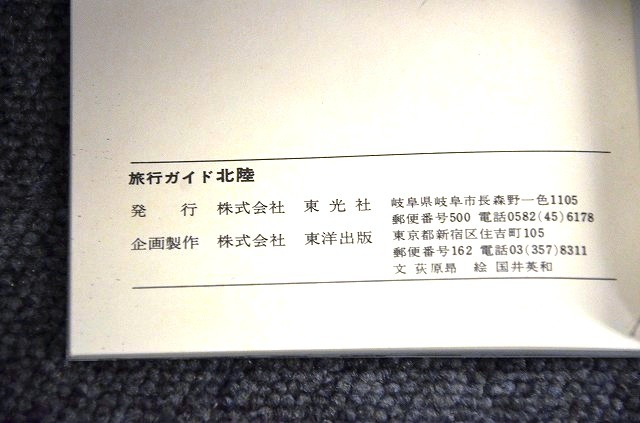 旅行ガイド北陸
発　行　株式会社　東光社　岐阜県岐阜市長森野一色1105
郵便番号500 電話0582(45)6178
企画製作　株式会社　東洋出版　東京都新宿区住吉町105
郵便番号162 電話03(357)8311
文 荻原昂　絵 国井英和